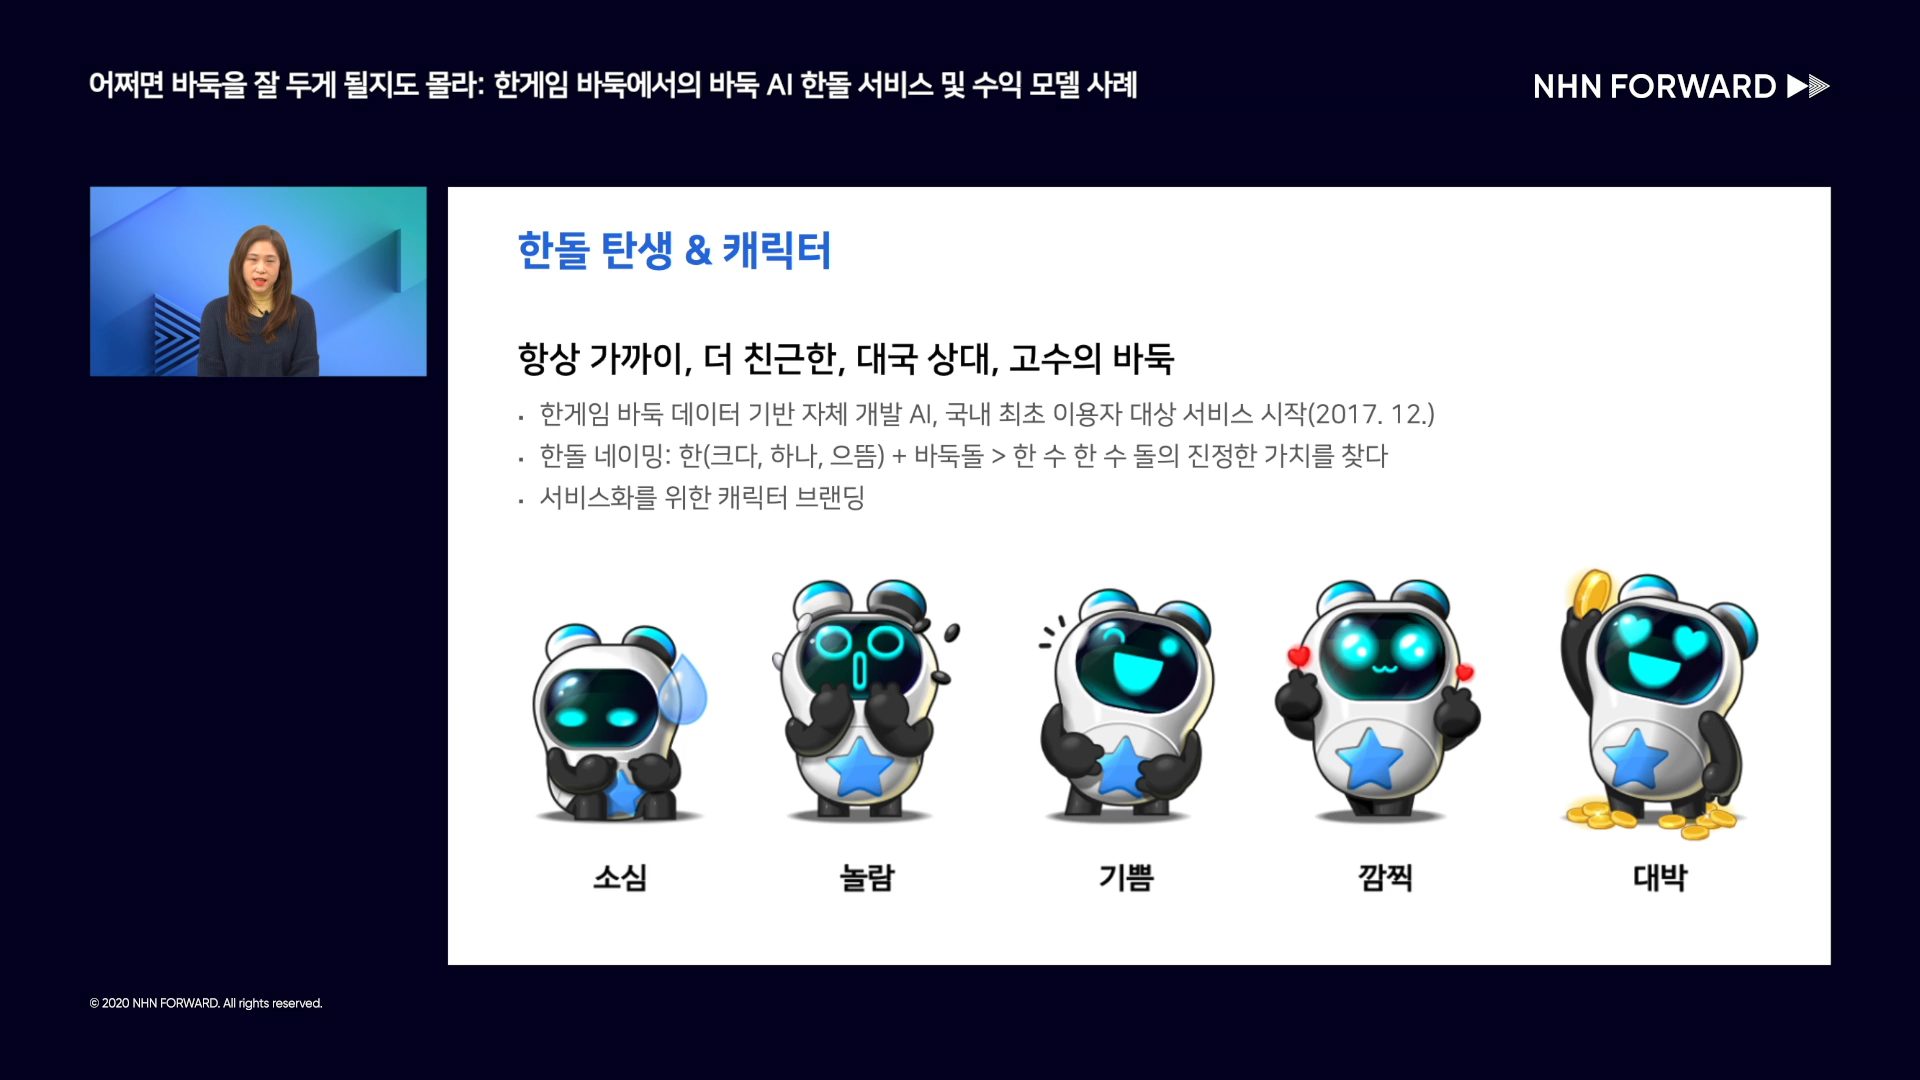 어쩌면 바둑을 잘 두게 될지도 몰라: 한게임 바둑에서의 바둑 AI 한돌 서비스 및 수익 모델 사례
NHN FORWARD
한돌 탄생 & 캐릭터
항상 가까이, 더 친근한, 대국 상대, 고수의 바둑
· 한게임 바둑 데이터 기반 자체 개발 AI, 국내 최초 이용자 대상 서비스 시작(2017. 12.)
· 한돌 네이밍: 한(크다, 하나, 으뜸) + 바둑돌 > 한 수 한 수 돌의 진정한 가치를 찾다
· 서비스화를 위한 캐릭터 브랜딩
소심 놀람 기쁨 깜찍 대박
© 2020 NHN FORWARD. All rights reserved.